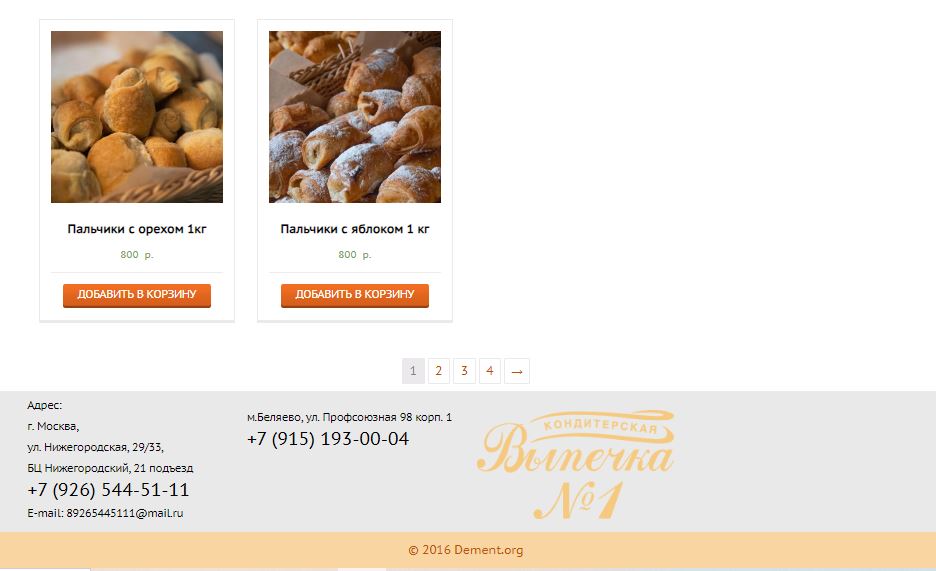 Пальчики с орехом 1кг
800 р.
ДОБАВИТЬ В КОРЗИНУ
Пальчики с яблоком 1 кг
800 р.
ДОБАВИТЬ В КОРЗИНУ
1 2 3 4 →
Адрес:
г. Москва,
ул. Нижегородская, 29/33,
БЦ Нижегородский, 21 подъезд
+7 (926) 544-51-11
E-mail: 89265445111@mail.ru
м.Беляево, ул. Профсоюзная 98 корп. 1
+7 (915) 193-00-04
КОНДИТЕРСКАЯ
Выпечка
№1
© 2016 Dement.org